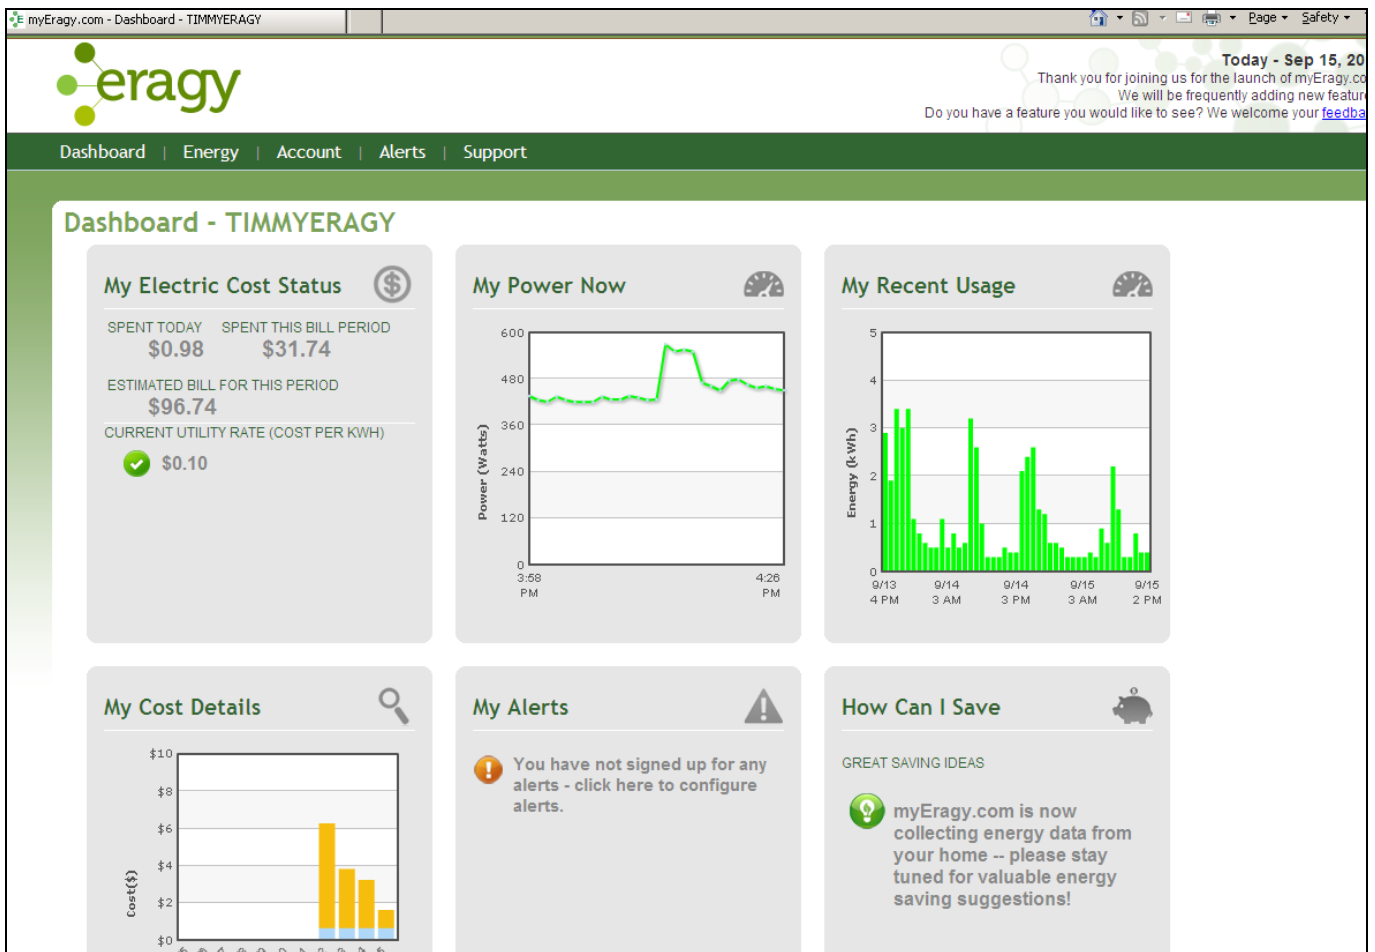 myEragy.com - Dashboard - TIMMYERAGY
Page
Safety
eragy
Today - Sep 15, 20
Thank you for joining us for the launch of myEragy.co
We will be frequently adding new featur
Do you have a feature you would like to see? We welcome your feedba
Dashboard | Energy | Account | Alerts | Support
Dashboard - TIMMYERAGY
My Electric Cost Status
SPENT TODAY SPENT THIS BILL PERIOD
$0.98 $31.74
ESTIMATED BILL FOR THIS PERIOD
$96.74
CURRENT UTILITY RATE (COST PER KWH)
$0.10
My Power Now
600
480
360
240
120
0
Power (Watts)
3:58 PM
4:26 PM
My Recent Usage
5
4
3
2
1
0
Energy (kWh)
9/13 4 PM
9/14 3 AM
9/14 3 PM
9/15 3 AM
9/15 2 PM
My Cost Details
$10
$8
$6
$4
$2
$0
Cost($)
My Alerts
You have not signed up for any
alerts - click here to configure
alerts.
How Can I Save
GREAT SAVING IDEAS
myEragy.com is now
collecting energy data from
your home -- please stay
tuned for valuable energy
saving suggestions!